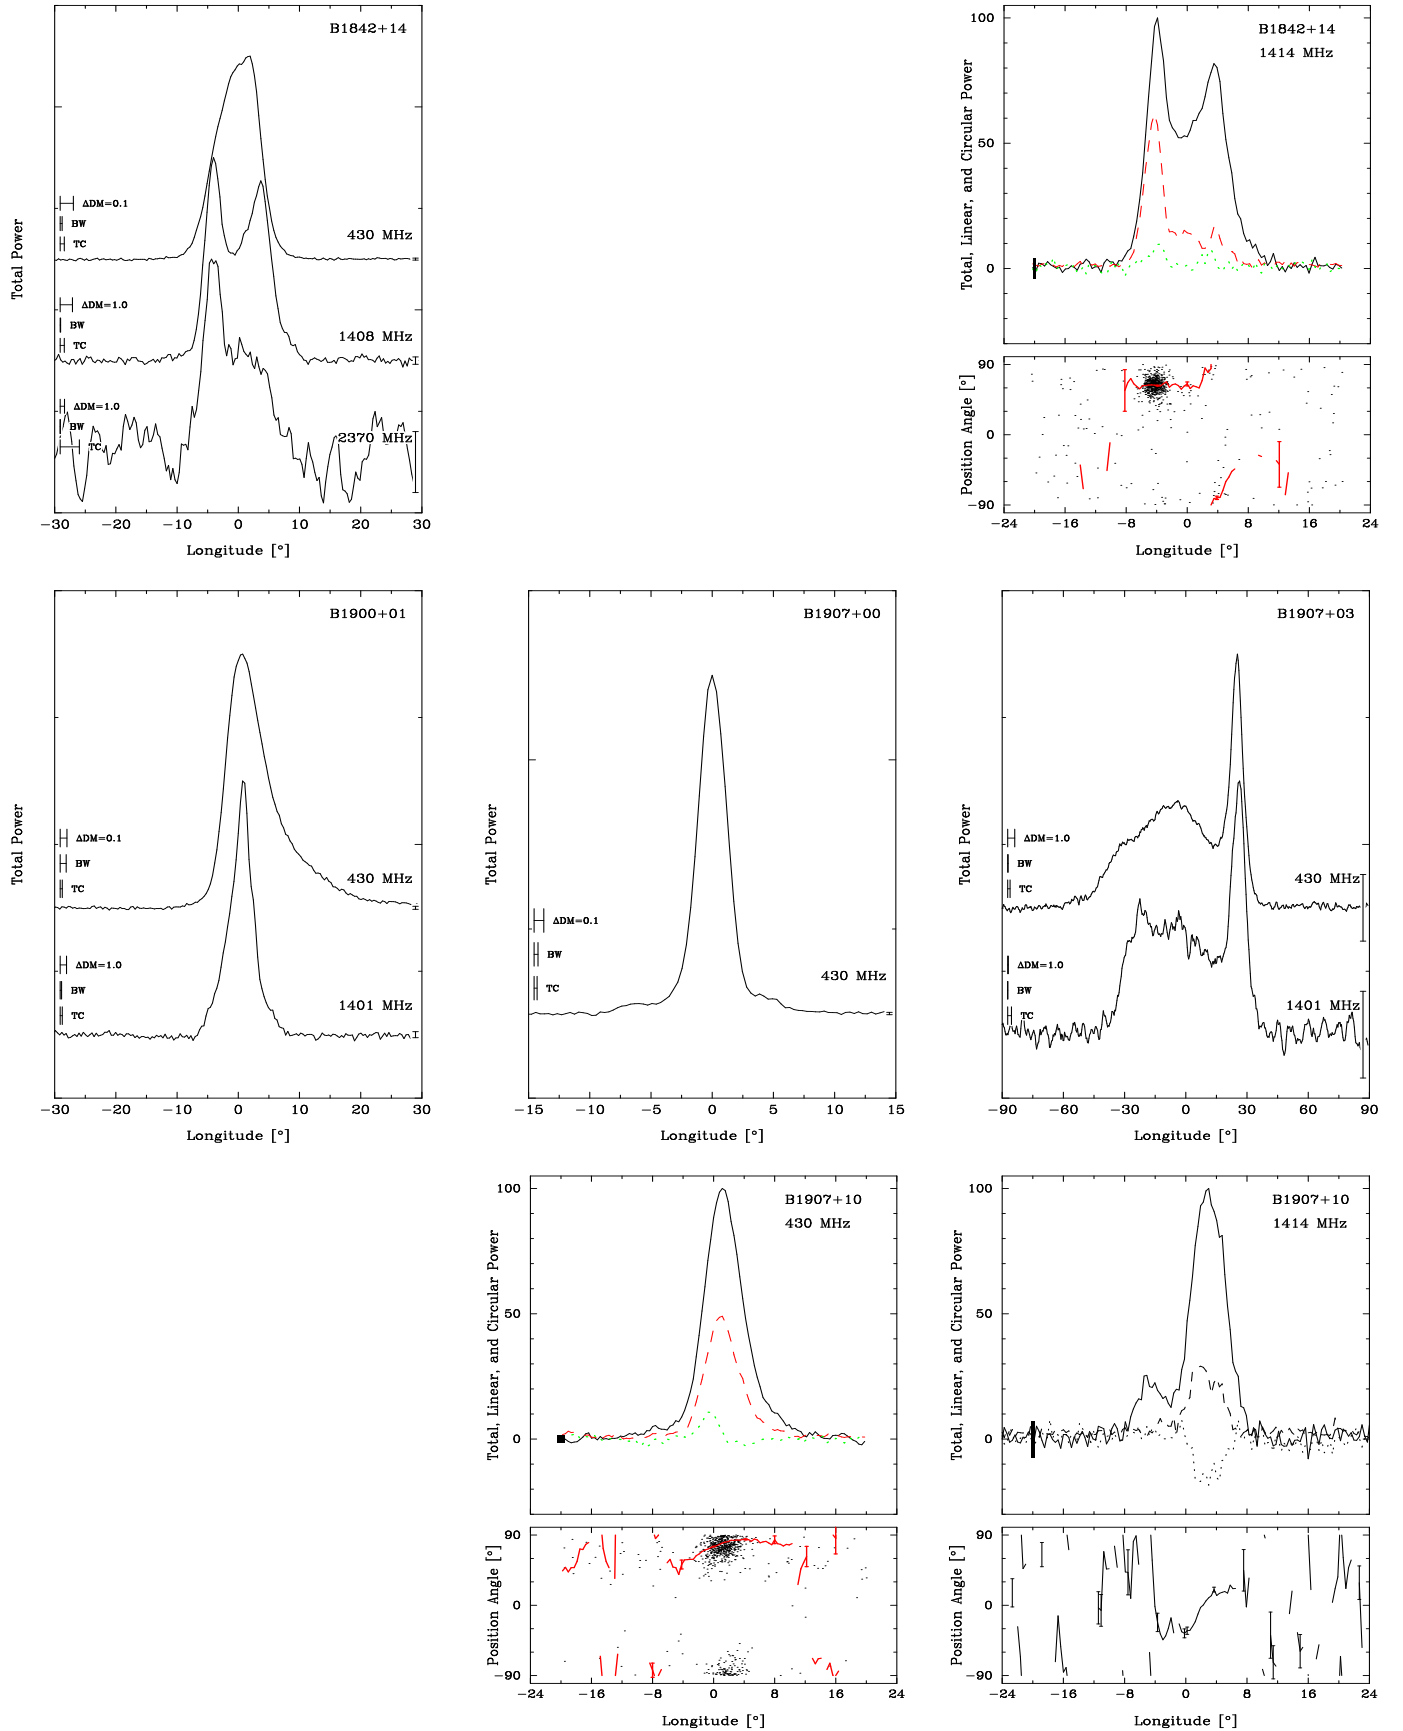 B1842+14
Total Power
ΔDM=0.1
BW
TC
430 MHz
ΔDM=1.0
BW
TC
1408 MHz
ΔDM=1.0
BW
TC
2370 MHz
−30 −20 −10 0 10 20 30
Longitude [°]
B1842+14
1414 MHz
Total, Linear, and Circular Power
100
50
0
Position Angle [°]
90
0
−90
−24 −16 −8 0 8 16 24
Longitude [°]
B1900+01
Total Power
ΔDM=0.1
BW
TC
430 MHz
ΔDM=1.0
BW
TC
1401 MHz
−30 −20 −10 0 10 20 30
Longitude [°]
B1907+00
Total Power
ΔDM=0.1
BW
TC
430 MHz
−15 −10 −5 0 5 10 15
Longitude [°]
B1907+03
Total Power
ΔDM=1.0
BW
TC
430 MHz
ΔDM=1.0
BW
TC
1401 MHz
−90 −60 −30 0 30 60 90
Longitude [°]
B1907+10
430 MHz
Total, Linear, and Circular Power
100
50
0
Position Angle [°]
90
0
−90
−24 −16 −8 0 8 16 24
Longitude [°]
B1907+10
1414 MHz
Total, Linear, and Circular Power
100
50
0
Position Angle [°]
90
0
−90
−24 −16 −8 0 8 16 24
Longitude [°]